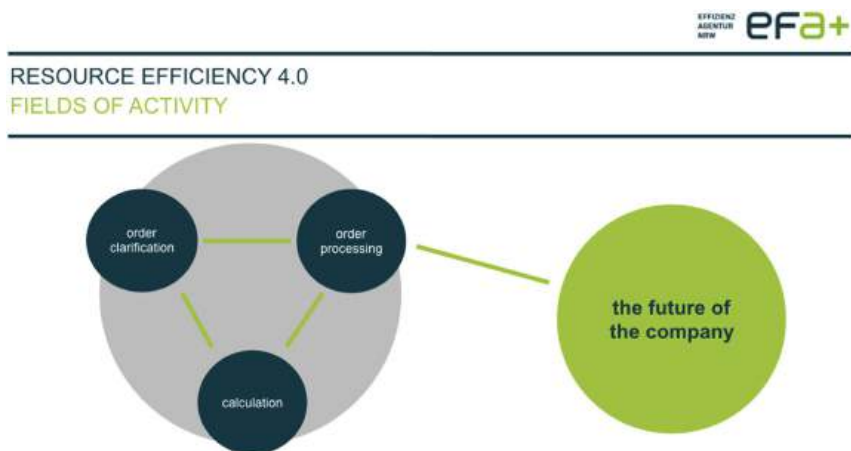 EFFIZIENZ
AGENTUR
NRW
efa+
RESOURCE EFFICIENCY 4.0
FIELDS OF ACTIVITY
order
clarification
order
processing
the future of
the company
calculation